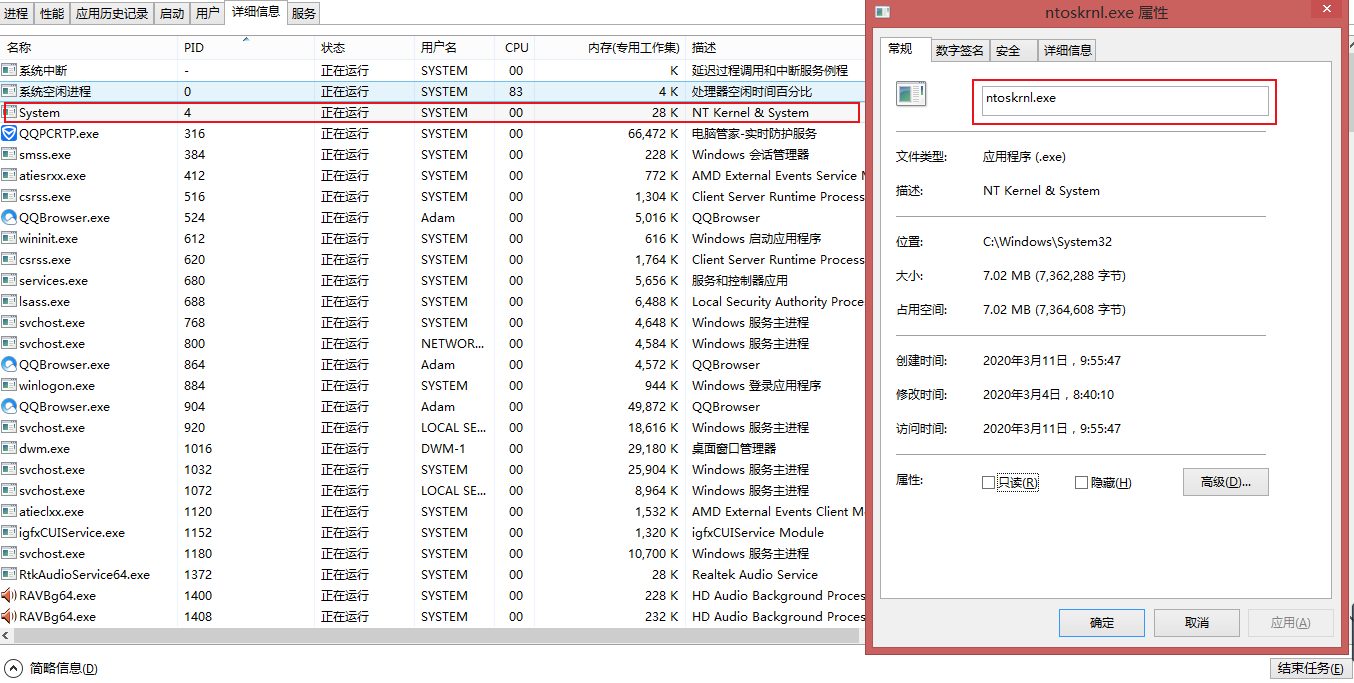 进程 性能 应用历史记录 启动 用户 详细信息 服务
名称 PID 状态 用户名 CPU 内存(专用工作集) 描述
系统中断 - 正在运行 SYSTEM 00 K 延迟过程调用和中断服务例程
系统空闲进程 0 正在运行 SYSTEM 83 4 K 处理器空闲时间百分比
System 4 正在运行 SYSTEM 00 28 K NT Kernel & System
QQPCRTP.exe 316 正在运行 SYSTEM 00 66,472 K 电脑管家-实时防护服务
smss.exe 384 正在运行 SYSTEM 00 228 K Windows 会话管理器
atiesrxx.exe 412 正在运行 SYSTEM 00 772 K AMD External Events Service M
csrss.exe 516 正在运行 SYSTEM 00 1,304 K Client Server Runtime Process
QQBrowser.exe 524 正在运行 Adam 00 5,016 K QQBrowser
wininit.exe 612 正在运行 SYSTEM 00 616 K Windows 启动应用程序
csrss.exe 620 正在运行 SYSTEM 00 1,764 K Client Server Runtime Process
services.exe 680 正在运行 SYSTEM 00 5,656 K 服务和控制器应用
lsass.exe 688 正在运行 SYSTEM 00 6,488 K Local Security Authority Proce
svchost.exe 768 正在运行 SYSTEM 00 4,648 K Windows 服务主进程
svchost.exe 800 正在运行 NETWOR... 00 4,584 K Windows 服务主进程
QQBrowser.exe 864 正在运行 Adam 00 4,572 K QQBrowser
winlogon.exe 884 正在运行 SYSTEM 00 944 K Windows 登录应用程序
QQBrowser.exe 904 正在运行 Adam 00 49,872 K QQBrowser
svchost.exe 920 正在运行 LOCAL SE... 00 18,616 K Windows 服务主进程
dwm.exe 1016 正在运行 DWM-1 00 29,180 K 桌面窗口管理器
svchost.exe 1032 正在运行 SYSTEM 00 25,904 K Windows 服务主进程
svchost.exe 1072 正在运行 LOCAL SE... 00 8,964 K Windows 服务主进程
atieclxx.exe 1120 正在运行 SYSTEM 00 1,532 K AMD External Events Client M
igfxCUIService.exe 1152 正在运行 SYSTEM 00 1,320 K igfxCUIService Module
svchost.exe 1180 正在运行 SYSTEM 00 10,700 K Windows 服务主进程
RtkAudioService64.exe 1372 正在运行 SYSTEM 00 28 K Realtek Audio Service
RAVBg64.exe 1400 正在运行 SYSTEM 00 228 K HD Audio Background Proces
RAVBg64.exe 1408 正在运行 SYSTEM 00 232 K HD Audio Background Proces
简略信息(D)
结束任务(E)
ntoskrnl.exe 属性
常规 数字签名 安全 详细信息
ntoskrnl.exe
文件类型: 应用程序 (.exe)
描述: NT Kernel & System
位置: C:\Windows\System32
大小: 7.02 MB (7,362,288 字节)
占用空间: 7.02 MB (7,364,608 字节)
创建时间: 2020年3月11日，9:55:47
修改时间: 2020年3月4日，8:40:10
访问时间: 2020年3月11日，9:55:47
属性: 只读(R) 隐藏(H) 高级(D)...
确定 取消 应用(A)